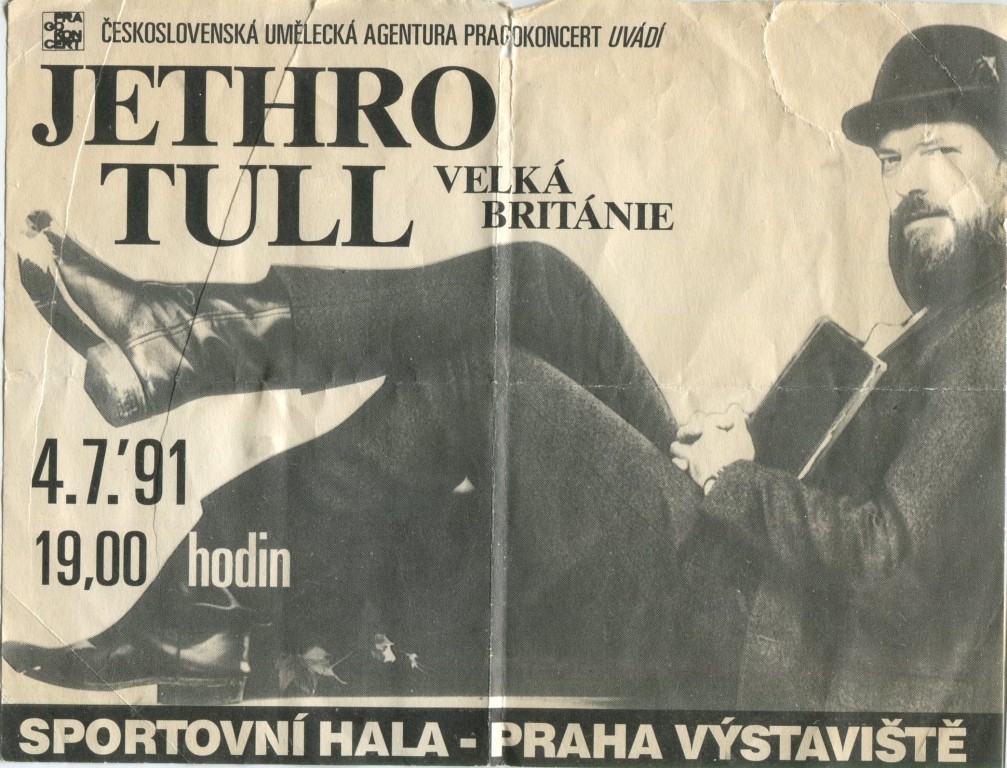 PRA
GO
KON
CERT
ČESKOSLOVENSKÁ UMĚLECKÁ AGENTURA PRAGOKONCERT UVÁDÍ
JETHRO
TULL
VELKÁ
BRITÁNIE
4.7.'91
19,00 hodin
SPORTOVNÍ HALA - PRAHA VÝSTAVIŠTĚ